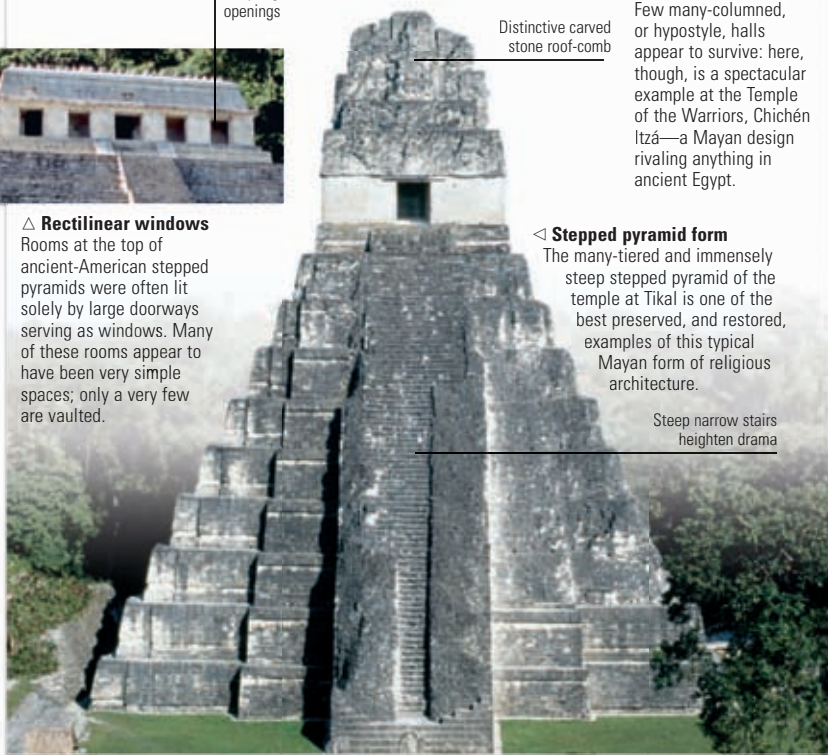 openings
Distinctive carved
stone roof-comb
Few many-columned,
or hypostyle, halls
appear to survive: here,
though, is a spectacular
example at the Temple
of the Warriors, Chichén
Itzá—a Mayan design
rivaling anything in
ancient Egypt.
△ Rectilinear windows
Rooms at the top of
ancient-American stepped
pyramids were often lit
solely by large doorways
serving as windows. Many
of these rooms appear to
have been very simple
spaces; only a very few
are vaulted.
◁ Stepped pyramid form
The many-tiered and immensely
steep stepped pyramid of the
temple at Tikal is one of the
best preserved, and restored,
examples of this typical
Mayan form of religious
architecture.
Steep narrow stairs
heighten drama